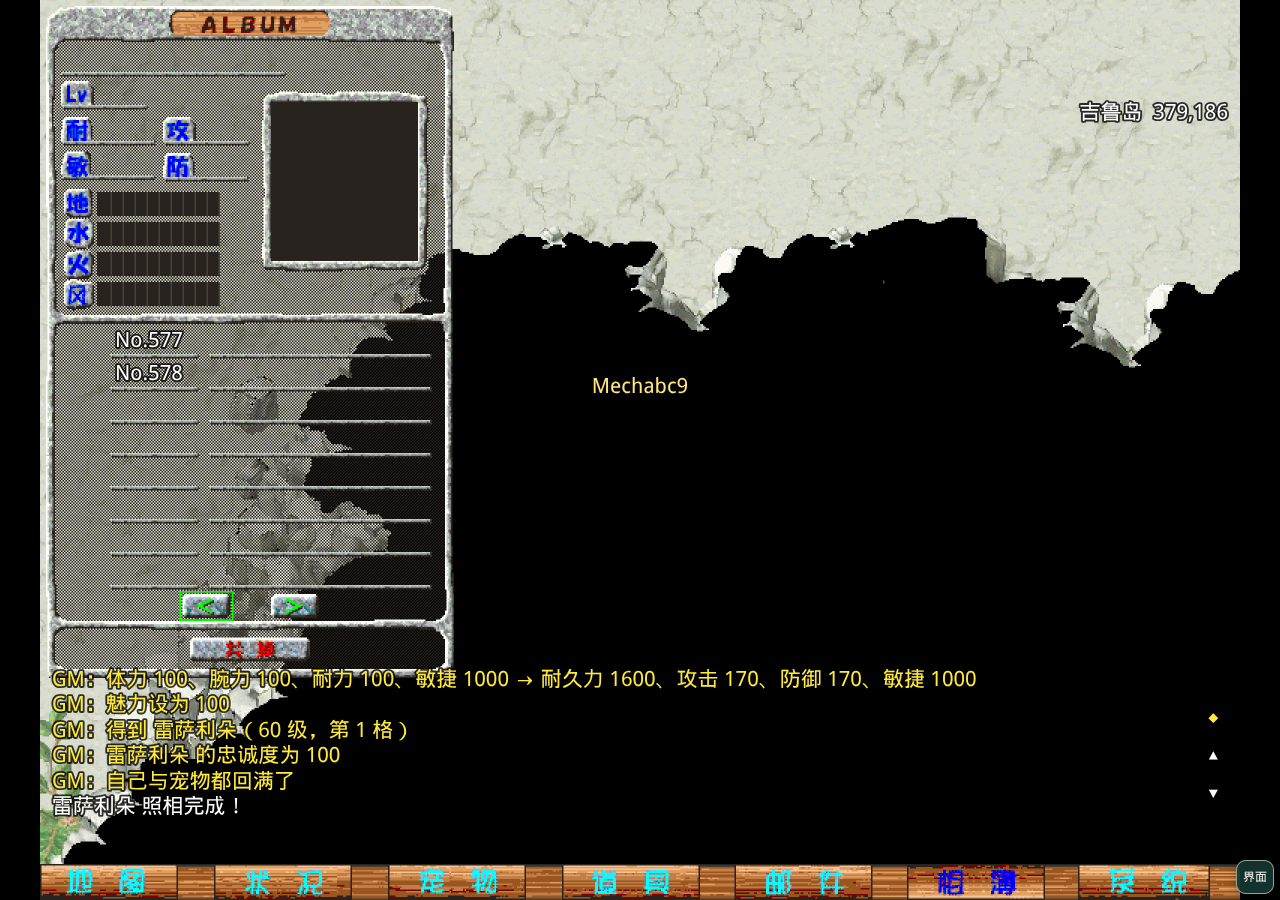 ALBUM
Lv
耐 攻
敏 防
地
水
火
风
吉鲁岛 379,186
No.577
No.578
Mechabc9
< >
关掉
GM：体力 100、腕力 100、耐力 100、敏捷 1000 → 耐久力 1600、攻击 170、防御 170、敏捷 1000
GM：魅力设为 100
GM：得到 雷萨利朵（60 级，第 1 格）
GM：雷萨利朵 的忠诚度为 100
GM：自己与宠物都回满了
雷萨利朵 照相完成！
地图 状况 宠物 道具 邮件 相簿 系统
界面